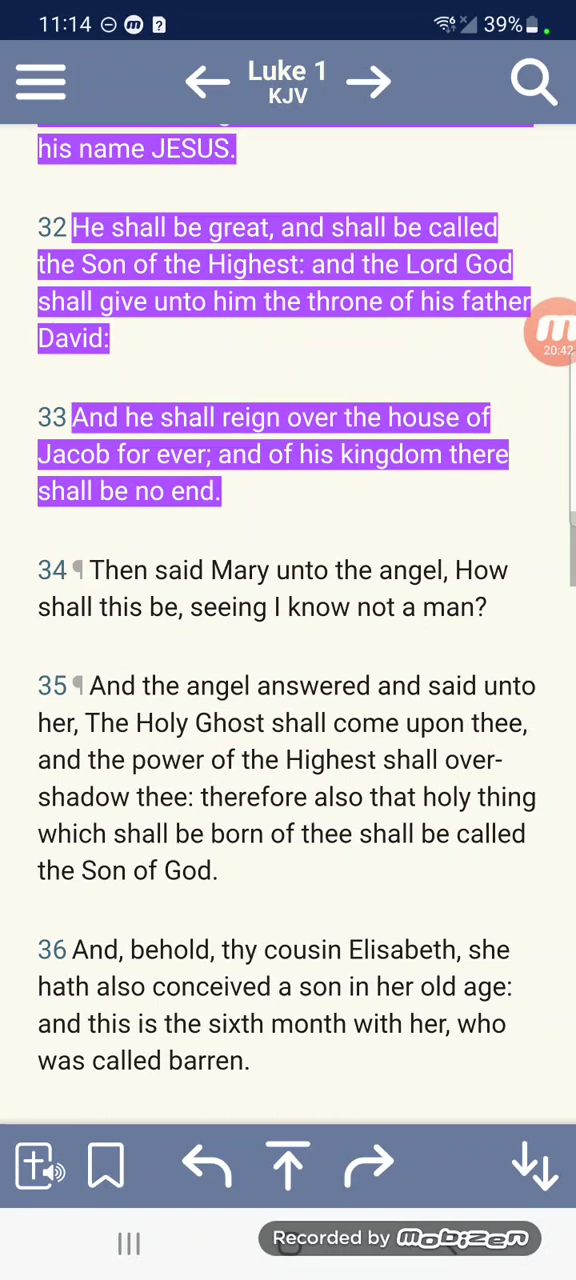 11:14 39%
Luke 1
KJV
his name JESUS.
32 He shall be great, and shall be called
the Son of the Highest: and the Lord God
shall give unto him the throne of his father
David:
20:42
33 And he shall reign over the house of
Jacob for ever; and of his kingdom there
shall be no end.
34 ¶ Then said Mary unto the angel, How
shall this be, seeing I know not a man?
35 ¶ And the angel answered and said unto
her, The Holy Ghost shall come upon thee,
and the power of the Highest shall over-
shadow thee: therefore also that holy thing
which shall be born of thee shall be called
the Son of God.
36 And, behold, thy cousin Elisabeth, she
hath also conceived a son in her old age:
and this is the sixth month with her, who
was called barren.
Recorded by mobizen